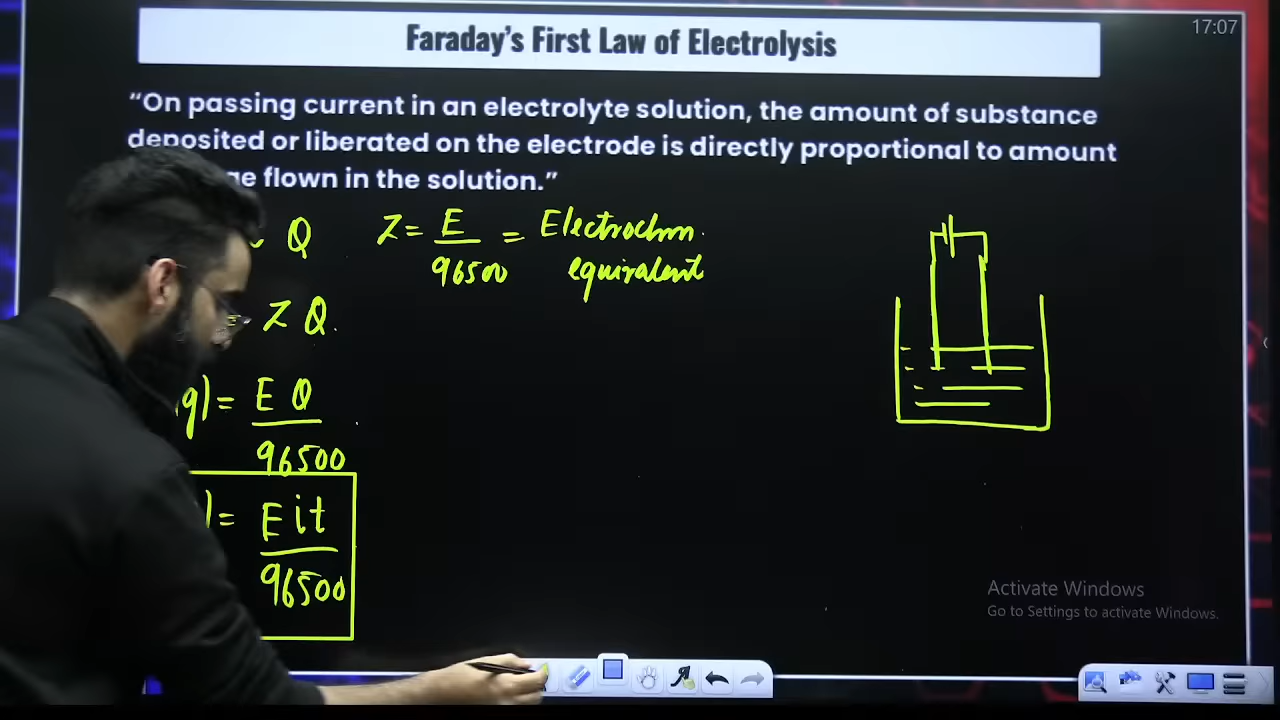 17:07
Faraday's First Law of Electrolysis
"On passing current in an electrolyte solution, the amount of substance
deposited or liberated on the electrode is directly proportional to amount
ge flown in the solution."
Q Z = E/96500 = Electrochm.
equivalent
Z Q.
g) = E Q/96500
) = E i t/96500
Activate Windows
Go to Settings to activate Windows.